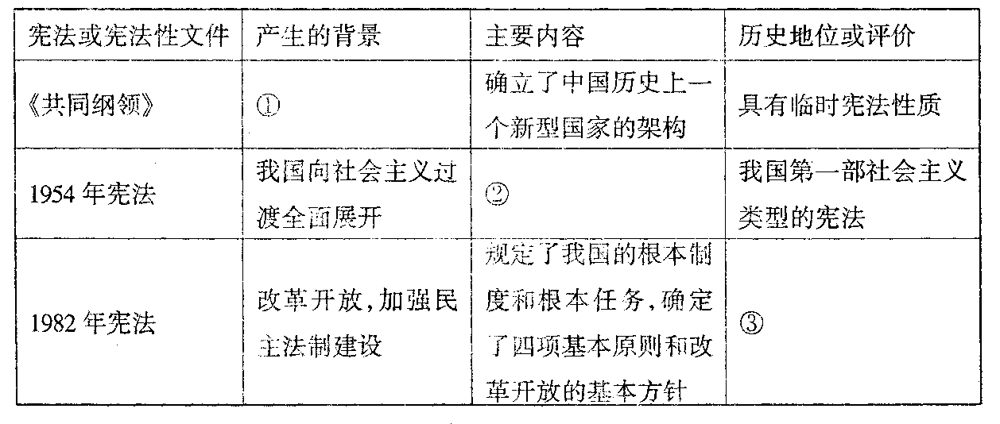 宪法或宪法性文件 产生的背景 主要内容 历史地位或评价
《共同纲领》 ① 确立了中国历史上一
个新型国家的架构 具有临时宪法性质
1954 年宪法 我国向社会主义过
渡全面展开 ② 我国第一部社会主义
类型的宪法
1982 年宪法 改革开放,加强民
主法制建设 规定了我国的根本制
度和根本任务,确定
了四项基本原则和改
革开放的基本方针 ③